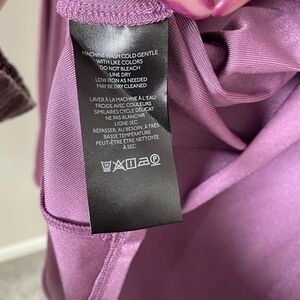 MACHINE WASH COLD GENTLE
WITH LIKE COLORS
DO NOT BLEACH
LINE DRY
LOW IRON AS NEEDED
MAY BE DRY CLEANED
LAVER À LA MACHINE À L'EAU
FROIDE AVEC COULEURS
SIMILAIRES CYCLE DÉLICAT
NE PAS BLANCHIR
LIGNE SEC
REPASSER, AU BESOIN, À TRÈS
BASSE TEMPÉRATURE
PEUT-ÊTRE ÊTRE NETTOYÉE
À SEC